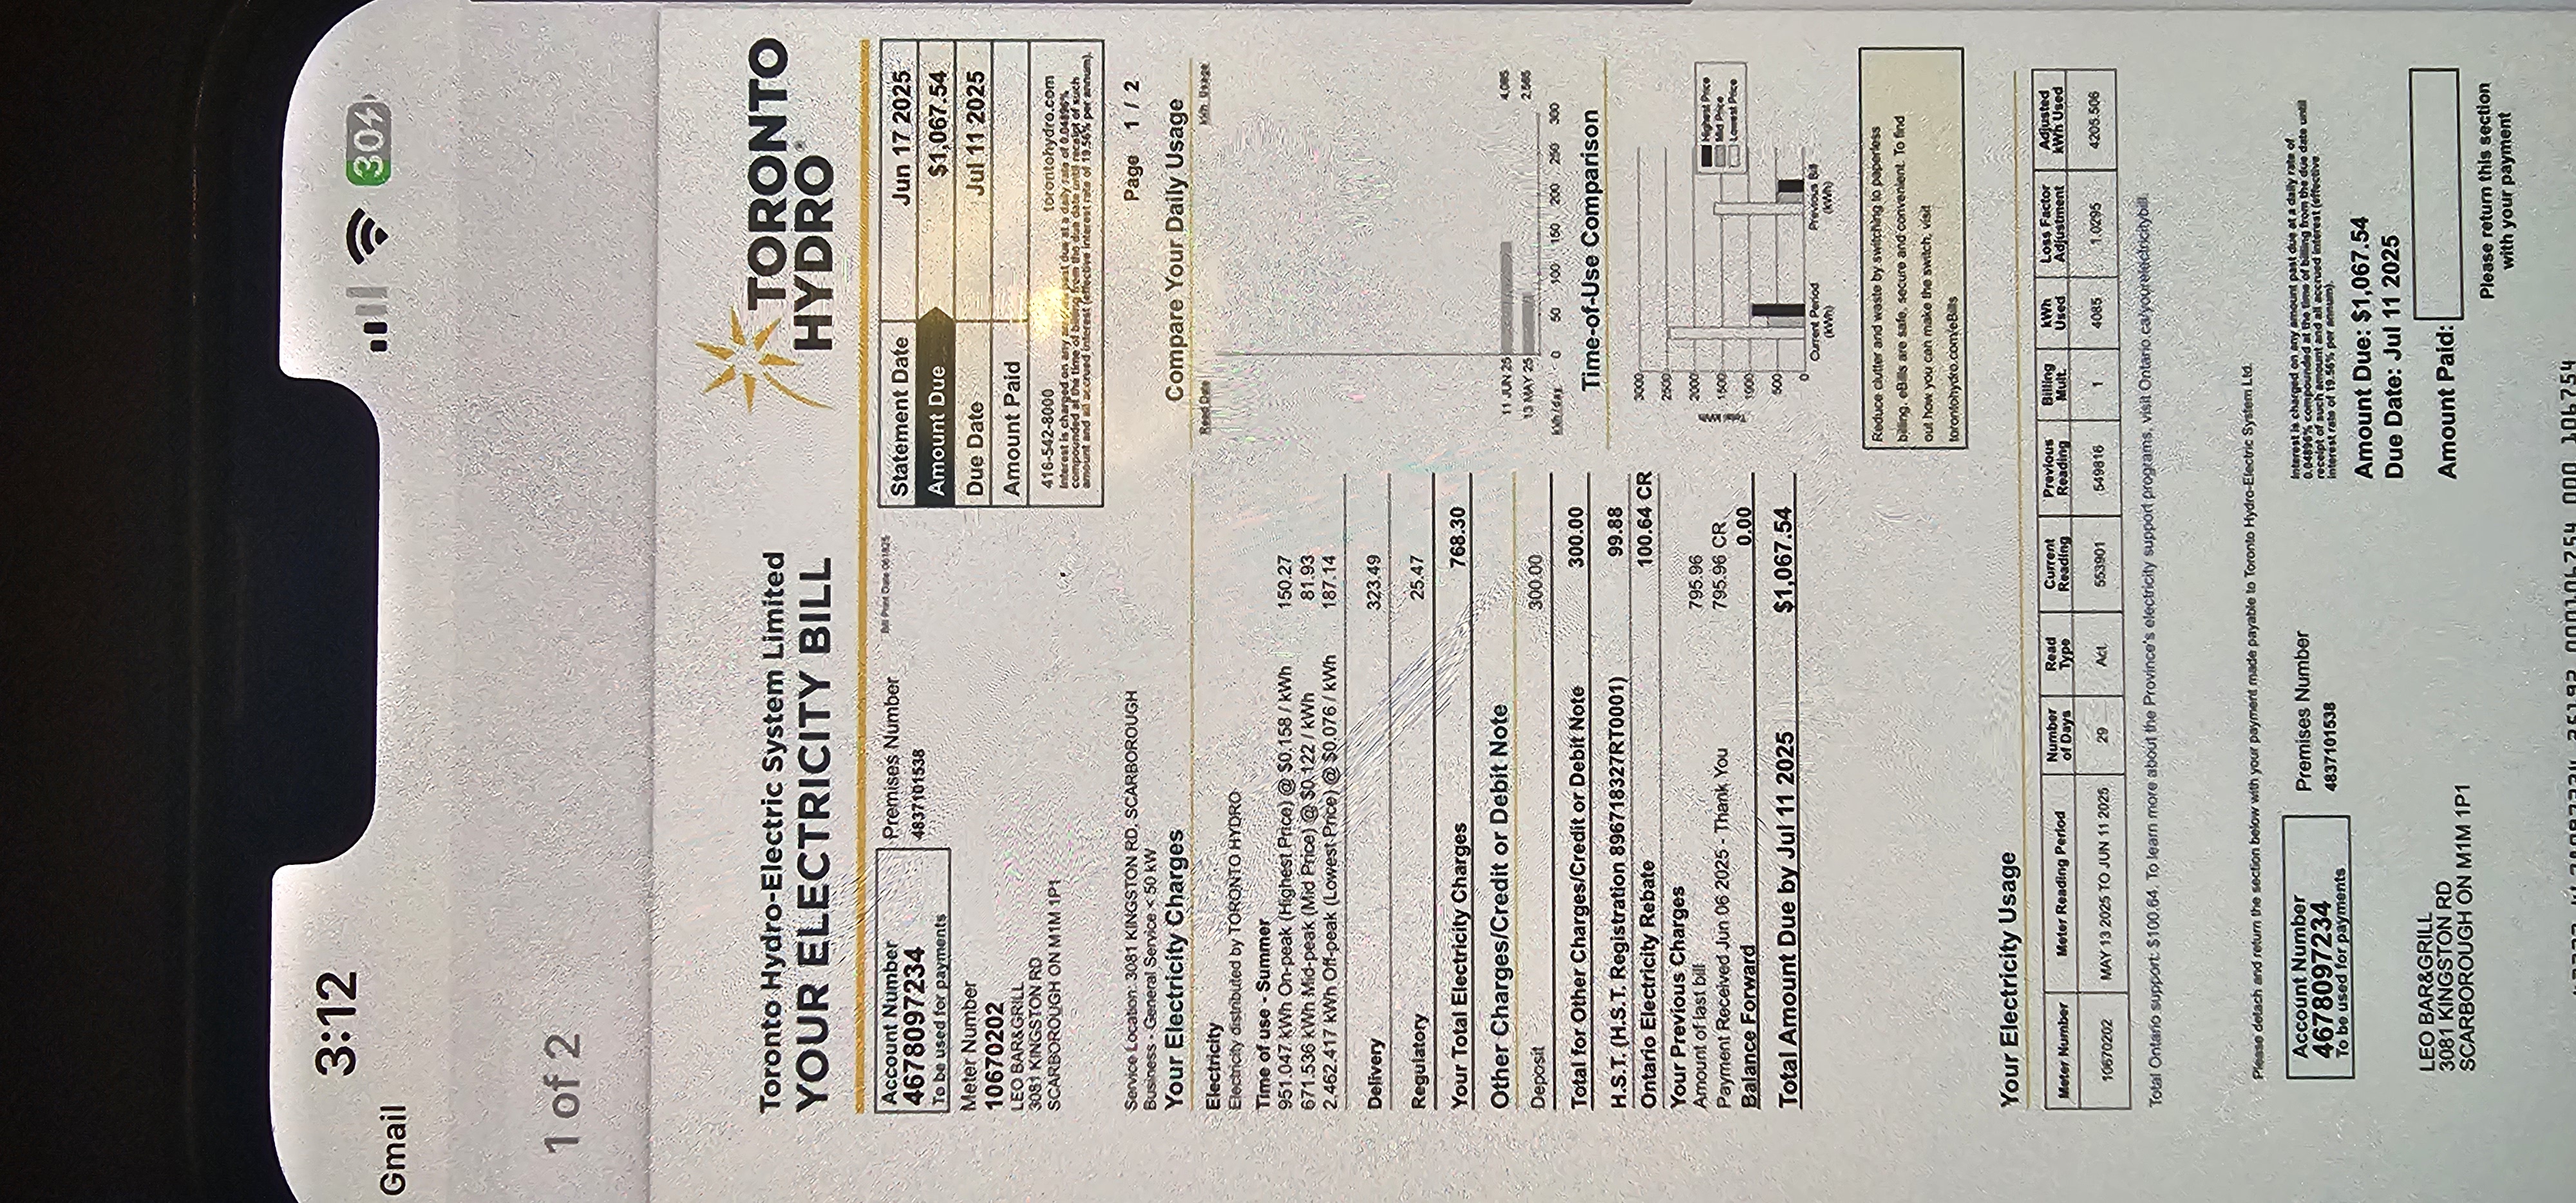 3:12
30
Gmail
1 of 2
Toronto Hydro-Electric System Limited
YOUR ELECTRICITY BILL
TORONTO
HYDRO
Account Number
4678097234
To be used for payments
Premises Number
4837101538
Bill Print Date 061825
Meter Number
10670202
LEO BAR&GRILL
3081 KINGSTON RD
SCARBOROUGH ON M1M 1P1
Statement Date Jun 17 2025
Amount Due $1,067.54
Due Date Jul 11 2025
Amount Paid
416-542-8000 torontohydro.com
Interest is charged on any amount past due at a daily rate of 0.04896%
compounded at the time of billing from the due date until receipt of such
amount and all accrued interest (effective interest rate of 19.56% per annum).
Service Location: 3081 KINGSTON RD, SCARBOROUGH
Business - General Service < 50 kW
Page 1 / 2
Your Electricity Charges
Electricity
Electricity distributed by TORONTO HYDRO
Time of use - Summer
951.047 kWh On-peak (Highest Price) @ $0.158 / kWh 150.27
671.536 kWh Mid-peak (Mid Price) @ $0.122 / kWh 81.93
2,462.417 kWh Off-peak (Lowest Price) @ $0.076 / kWh 187.14
Delivery 323.49
Regulatory 25.47
Your Total Electricity Charges 768.30
Other Charges/Credit or Debit Note
Deposit 300.00
Total for Other Charges/Credit or Debit Note 300.00
H.S.T. (H.S.T. Registration 896718327RT0001) 99.88
Ontario Electricity Rebate 100.64 CR
Your Previous Charges
Amount of last bill 795.96
Payment Received Jun 06 2025 - Thank You 795.96 CR
Balance Forward 0.00
Total Amount Due by Jul 11 2025 $1,067.54
Compare Your Daily Usage
Read Date kWh Usage
11 JUN 25 4,085
13 MAY 25 2,565
kWh/day 0 50 100 150 200 250 300
Time-of-Use Comparison
3000
2500
2000
1500
1000
500
0
Total kWh
Highest Price
Mid Price
Lowest Price
Current Period
(kWh)
Previous Bill
(kWh)
Reduce clutter and waste by switching to paperless
billing. eBills are safe, secure and convenient. To find
out how you can make the switch, visit
torontohydro.com/eBills
Your Electricity Usage
Meter Number Meter Reading Period Number of Days Read Type Current Reading Previous Reading Billing Mult. kWh Used Loss Factor Adjustment Adjusted kWh Used
10670202 MAY 13 2025 TO JUN 11 2025 29 Act. 553901 549816 1 4085 1.0295 4205.506
Total Ontario support: $100.64. To learn more about the Province's electricity support programs, visit Ontario.ca/yourelectricitybill.
Please detach and return the section below with your payment made payable to Toronto Hydro-Electric System Ltd.
Account Number
4678097234
To be used for payments
Premises Number
4837101538
Interest is charged on any amount past due at a daily rate of
0.04896% compounded at the time of billing from the due date until
receipt of such amount and all accrued interest (effective
interest rate of 19.56% per annum).
Amount Due: $1,067.54
Due Date: Jul 11 2025
LEO BAR&GRILL
3081 KINGSTON RD
SCARBOROUGH ON M1M 1P1
Amount Paid:
Please return this section
with your payment
000106754 000 106754